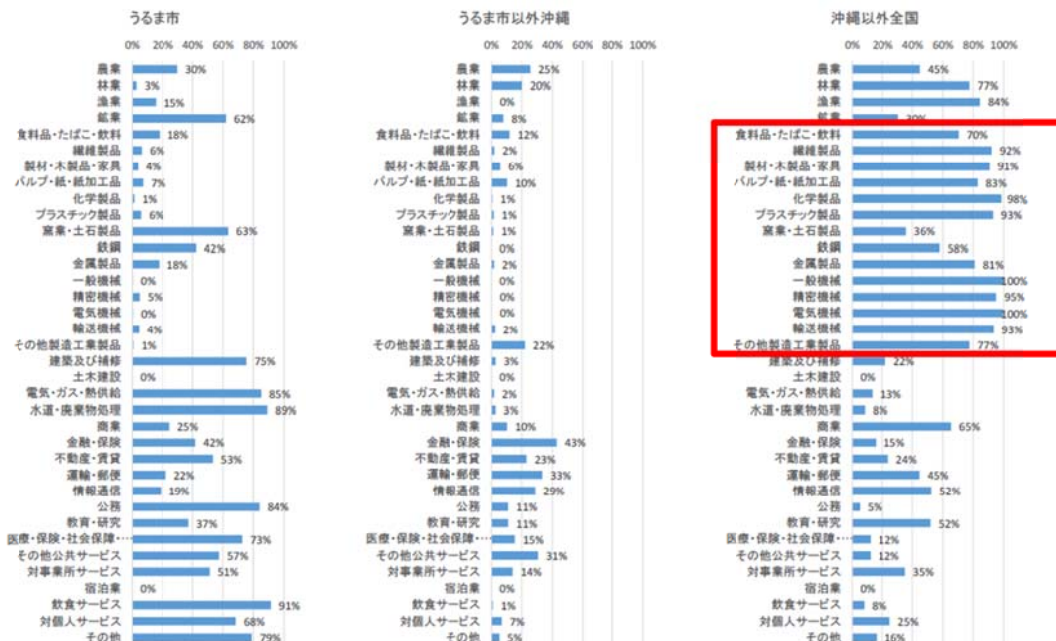 うるま市
0% 20% 40% 60% 80% 100%
農業 30%
林業 3%
漁業 15%
鉱業 62%
食料品・たばこ・飲料 18%
繊維製品 6%
製材・木製品・家具 4%
パルプ・紙・紙加工品 7%
化学製品 1%
プラスチック製品 6%
窯業・土石製品 63%
鉄鋼 42%
金属製品 18%
一般機械 0%
精密機械 5%
電気機械 0%
輸送機械 4%
その他製造工業製品 1%
建築及び補修 75%
土木建設 0%
電気・ガス・熱供給 85%
水道・廃棄物処理 89%
商業 25%
金融・保険 42%
不動産・賃貸 53%
運輸・郵便 22%
情報通信 19%
公務 84%
教育・研究 37%
医療・保険・社会保障・… 73%
その他公共サービス 57%
対事業所サービス 51%
宿泊業 0%
飲食サービス 91%
対個人サービス 68%
その他 79%
うるま市以外沖縄
0% 20% 40% 60% 80% 100%
農業 25%
林業 20%
漁業 0%
鉱業 8%
食料品・たばこ・飲料 12%
繊維製品 2%
製材・木製品・家具 6%
パルプ・紙・紙加工品 10%
化学製品 1%
プラスチック製品 1%
窯業・土石製品 1%
鉄鋼 0%
金属製品 2%
一般機械 0%
精密機械 0%
電気機械 0%
輸送機械 2%
その他製造工業製品 22%
建築及び補修 3%
土木建設 0%
電気・ガス・熱供給 2%
水道・廃棄物処理 3%
商業 10%
金融・保険 43%
不動産・賃貸 23%
運輸・郵便 33%
情報通信 29%
公務 11%
教育・研究 11%
医療・保険・社会保障・… 15%
その他公共サービス 31%
対事業所サービス 14%
宿泊業 0%
飲食サービス 1%
対個人サービス 7%
その他 5%
沖縄以外全国
0% 20% 40% 60% 80% 100%
農業 45%
林業 77%
漁業 84%
鉱業 30%
食料品・たばこ・飲料 70%
繊維製品 92%
製材・木製品・家具 91%
パルプ・紙・紙加工品 83%
化学製品 98%
プラスチック製品 93%
窯業・土石製品 36%
鉄鋼 58%
金属製品 81%
一般機械 100%
精密機械 95%
電気機械 100%
輸送機械 93%
その他製造工業製品 77%
建築及び補修 22%
土木建設 0%
電気・ガス・熱供給 13%
水道・廃棄物処理 8%
商業 65%
金融・保険 15%
不動産・賃貸 24%
運輸・郵便 45%
情報通信 52%
公務 5%
教育・研究 52%
医療・保険・社会保障・… 12%
その他公共サービス 12%
対事業所サービス 35%
宿泊業 0%
飲食サービス 8%
対個人サービス 25%
その他 16%